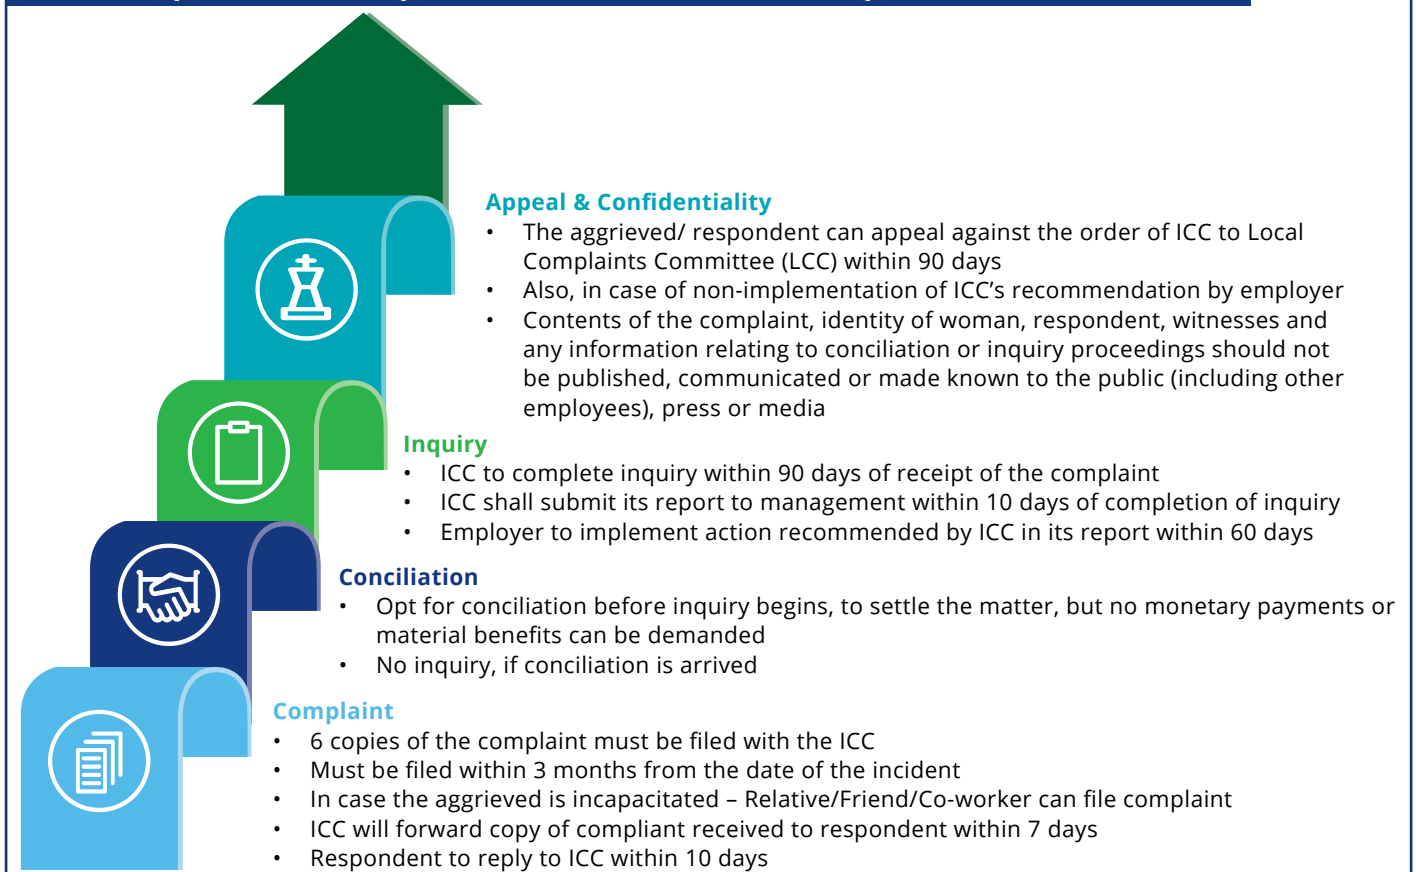 Appeal & Confidentiality
• The aggrieved/ respondent can appeal against the order of ICC to Local
Complaints Committee (LCC) within 90 days
• Also, in case of non-implementation of ICC’s recommendation by employer
• Contents of the complaint, identity of woman, respondent, witnesses and
any information relating to conciliation or inquiry proceedings should not
be published, communicated or made known to the public (including other
employees), press or media
Inquiry
• ICC to complete inquiry within 90 days of receipt of the complaint
• ICC shall submit its report to management within 10 days of completion of inquiry
• Employer to implement action recommended by ICC in its report within 60 days
Conciliation
• Opt for conciliation before inquiry begins, to settle the matter, but no monetary payments or
material benefits can be demanded
• No inquiry, if conciliation is arrived
Complaint
• 6 copies of the complaint must be filed with the ICC
• Must be filed within 3 months from the date of the incident
• In case the aggrieved is incapacitated – Relative/Friend/Co-worker can file complaint
• ICC will forward copy of compliant received to respondent within 7 days
• Respondent to reply to ICC within 10 days